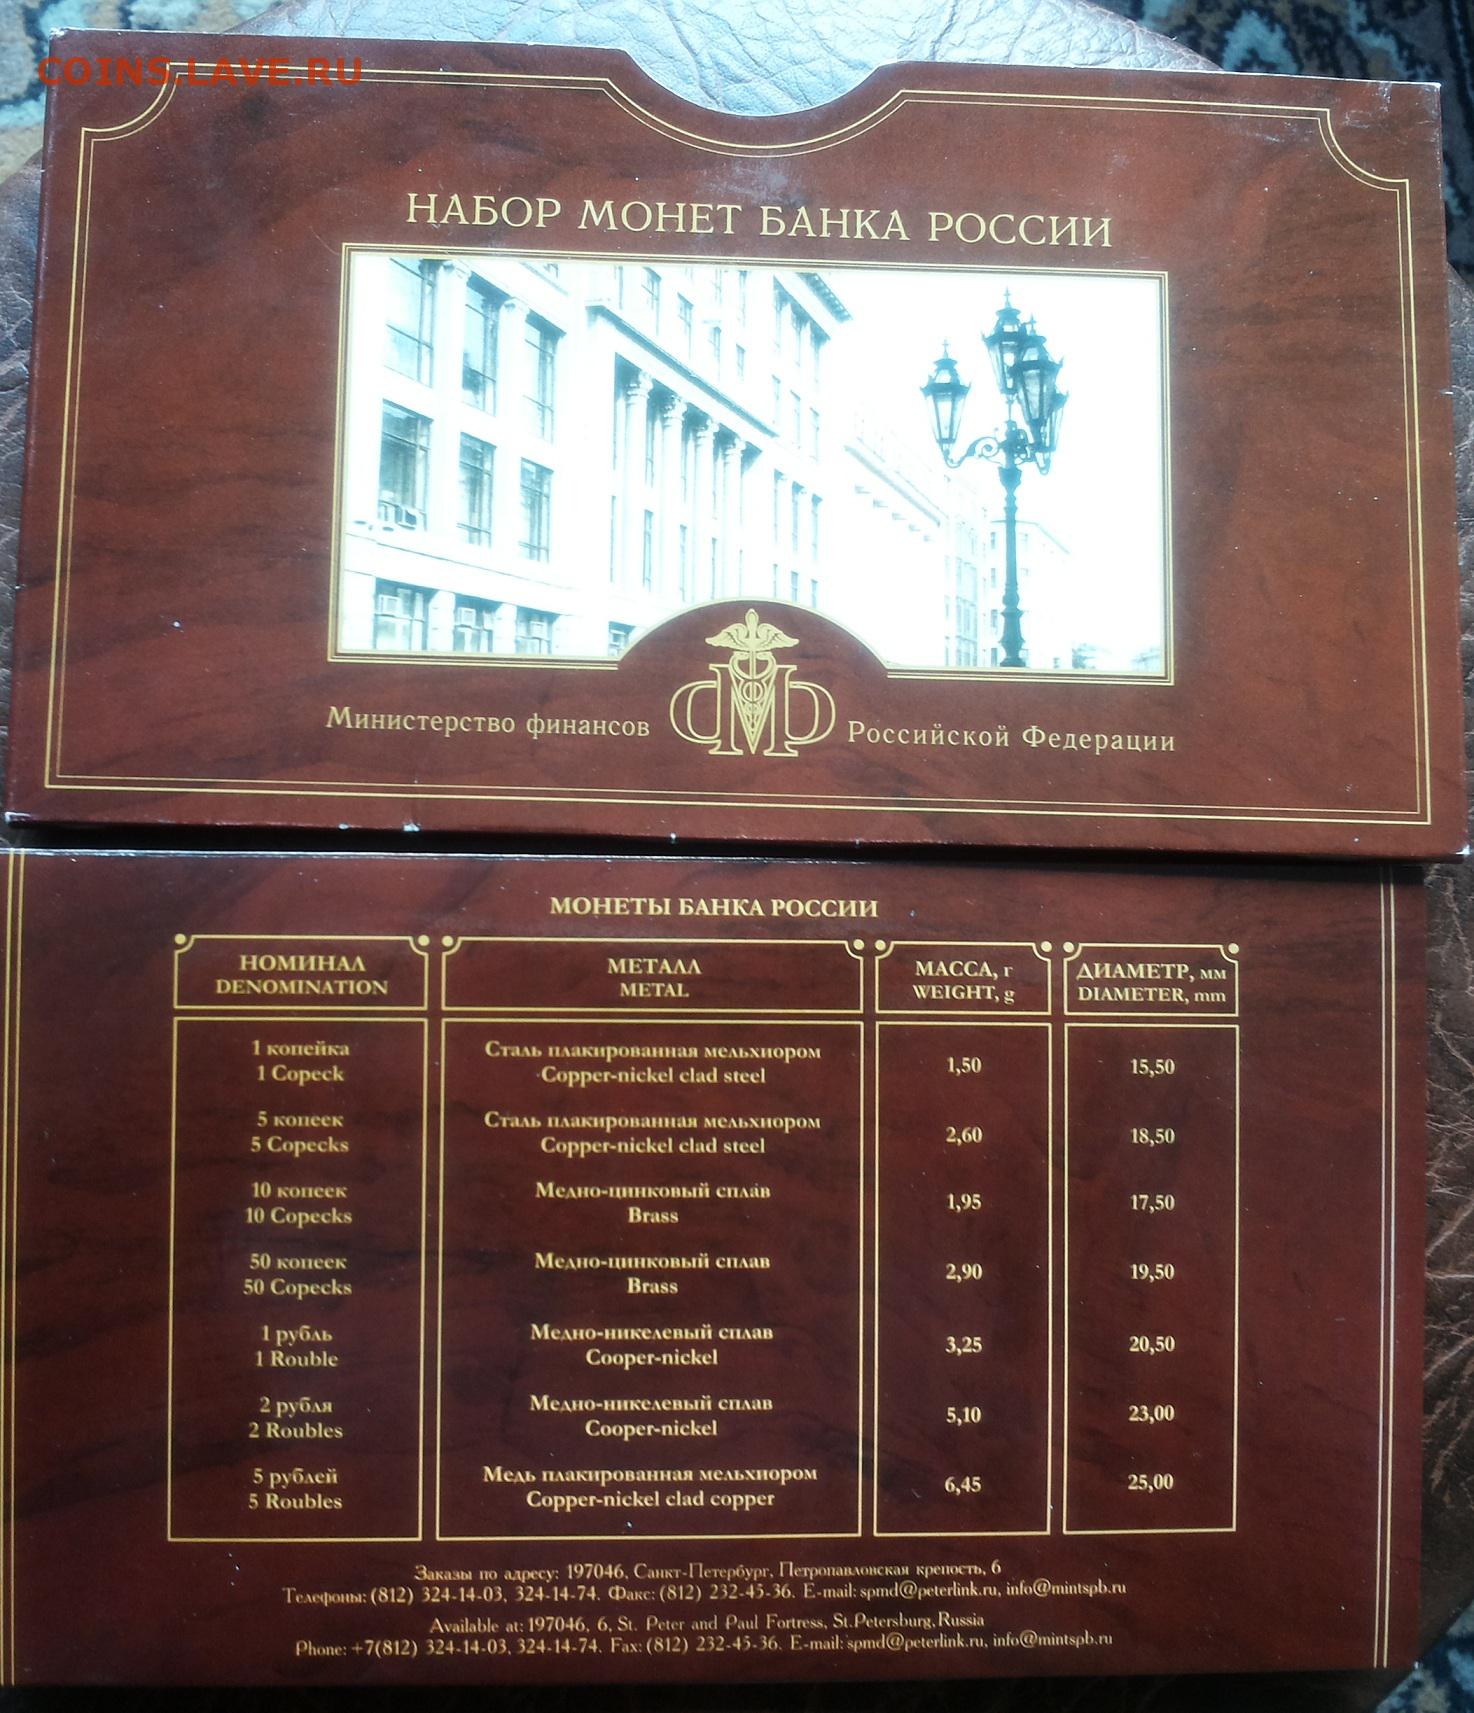 COINS.LAVE.RU
НАБОР МОНЕТ БАНКА РОССИИ
Министерство финансов Российской Федерации
МОНЕТЫ БАНКА РОССИИ
НОМИНАЛ МЕТАЛЛ МАССА, г ДИАМЕТР, мм
DENOMINATION METAL WEIGHT, g DIAMETER, mm
1 копейка Сталь плакированная мельхиором
1 Copeck Copper-nickel clad steel 1,50 15,50
5 копеек Сталь плакированная мельхиором
5 Copecks Copper-nickel clad steel 2,60 18,50
10 копеек Медно-цинковый сплав
10 Copecks Brass 1,95 17,50
50 копеек Медно-цинковый сплав
50 Copecks Brass 2,90 19,50
1 рубль Медно-никелевый сплав
1 Rouble Cooper-nickel 3,25 20,50
2 рубля Медно-никелевый сплав
2 Roubles Cooper-nickel 5,10 23,00
5 рублей Медь плакированная мельхиором
5 Roubles Copper-nickel clad copper 6,45 25,00
Заказы по адресу: 197046, Санкт-Петербург, Петропавловская крепость, 6
Телефоны: (812) 324-14-03, 324-14-74. Факс: (812) 232-45-36. E-mail: spmd@peterlink.ru, info@mintspb.ru
Available at: 197046, 6, St. Peter and Paul Fortress, St.Petersburg, Russia
Phone: +7(812) 324-14-03, 324-14-74. Fax: (812) 232-45-36. E-mail: spmd@peterlink.ru, info@mintspb.ru